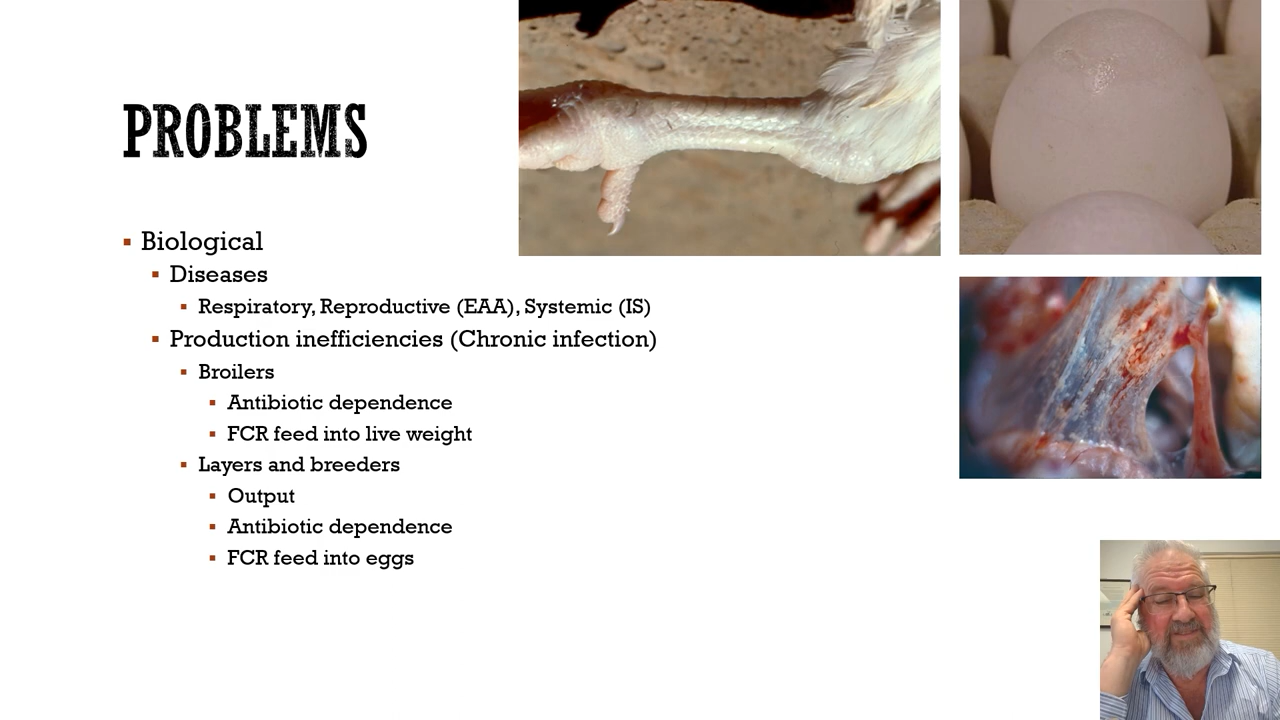 PROBLEMS
Biological
Diseases
Respiratory, Reproductive (EAA), Systemic (IS)
Production inefficiencies (Chronic infection)
Broilers
Antibiotic dependence
FCR feed into live weight
Layers and breeders
Output
Antibiotic dependence
FCR feed into eggs